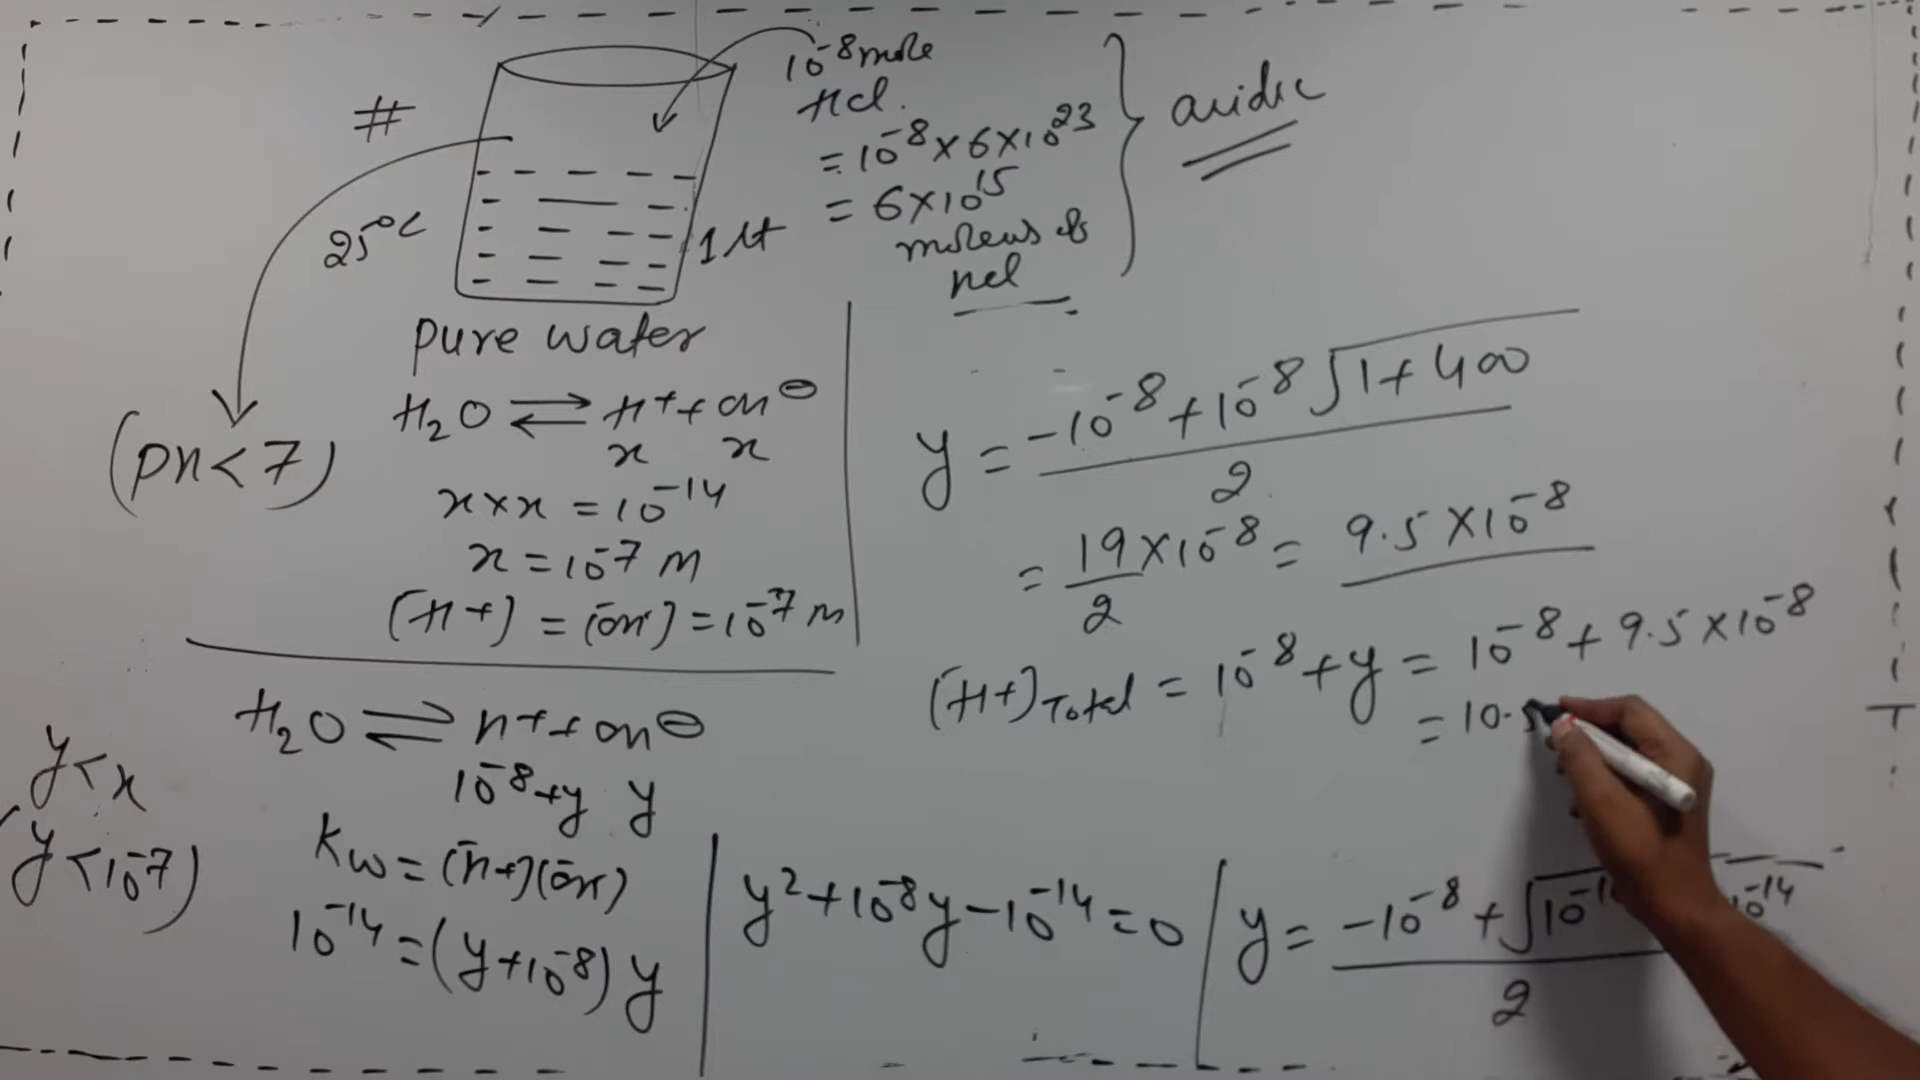 #
10⁻⁸ mole
HCl.
= 10⁻⁸ × 6 × 10²³
= 6 × 10¹⁵
of
HCl
acidic
25°C
1 lt
pure water
(pH < 7)
H₂O ⇌ H⁺ + OH⊖
x x
x × x = 10⁻¹⁴
x = 10⁻⁷ M
[H⁺] = [OH⁻] = 10⁻⁷ M
y = (-10⁻⁸ + 10⁻⁸ √(1 + 400)) / 2
= 19/2 × 10⁻⁸ = 9.5 × 10⁻⁸
[H⁺]Total = 10⁻⁸ + y = 10⁻⁸ + 9.5 × 10⁻⁸
= 10.5
H₂O ⇌ H⁺ + OH⊖
10⁻⁸ + y y
y < x
y < 10⁻⁷)
Kw = [H⁺][OH⁻]
10⁻¹⁴ = (y + 10⁻⁸) y
y² + 10⁻⁸y - 10⁻¹⁴ = 0
y = -10⁻⁸ + √10⁻¹ 10⁻¹⁴ / 2